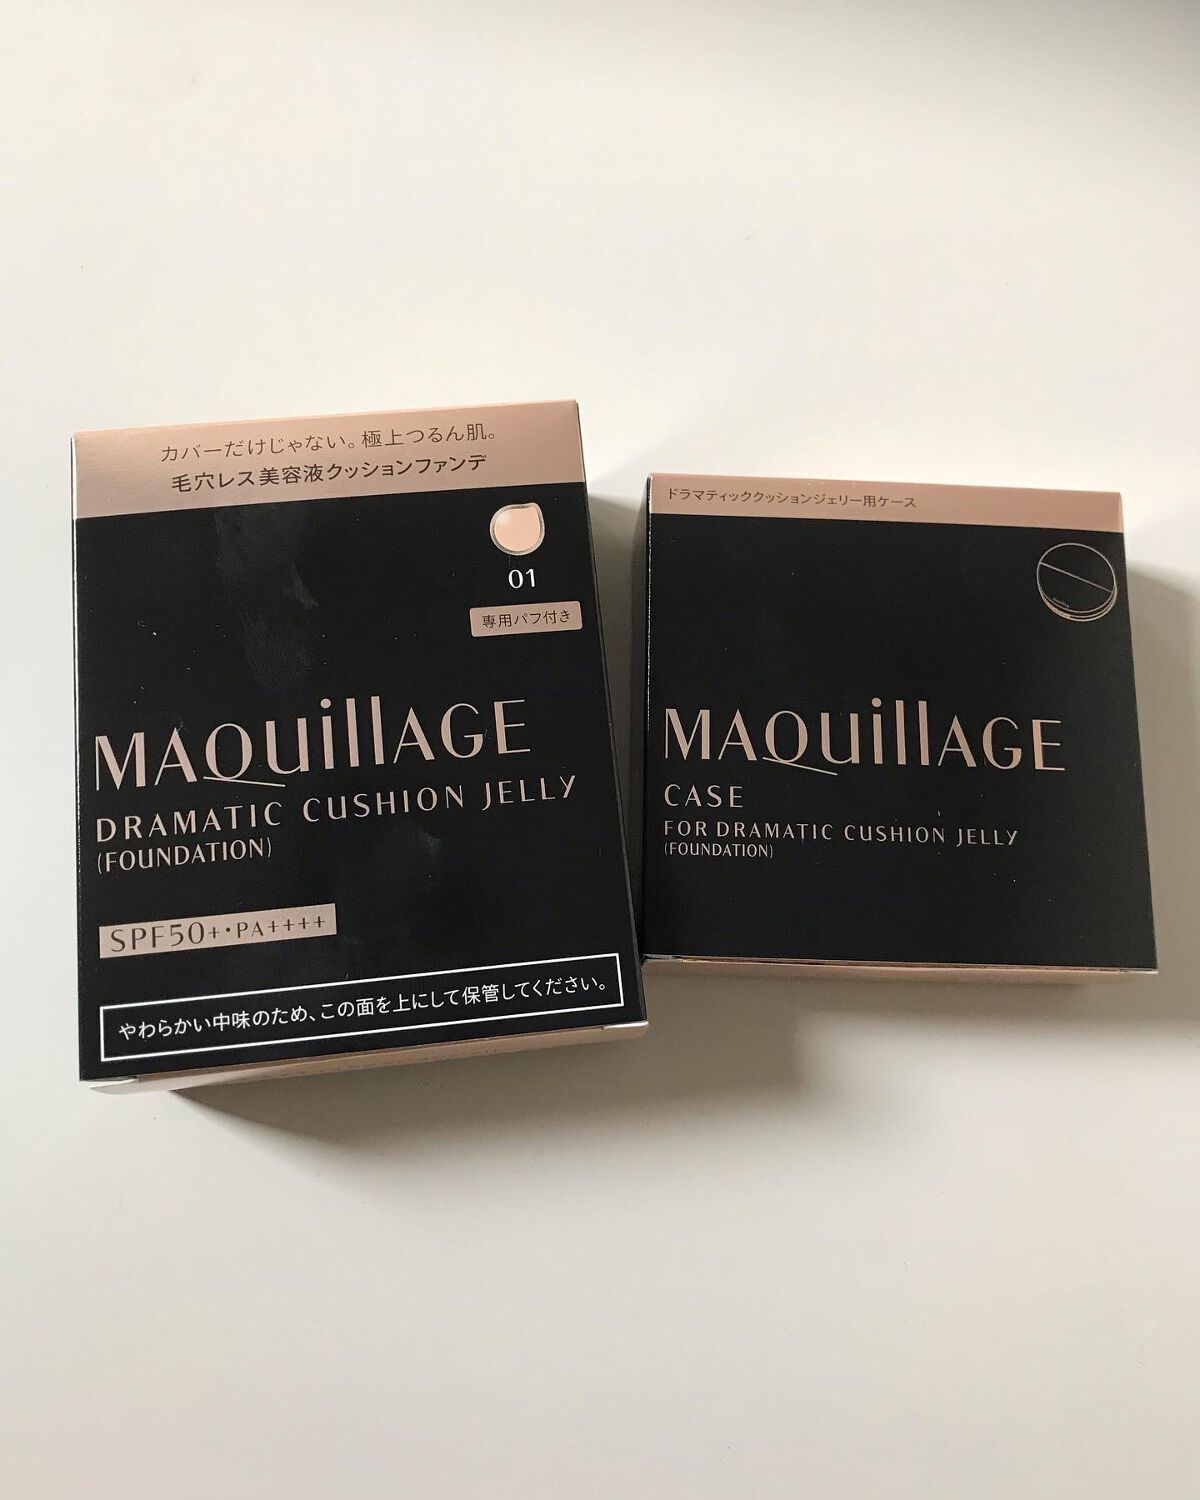 カバーだけじゃない。極上つるん肌。
毛穴レス美容液クッションファンデ
01
専用パフ付き
MAQuillAGE
DRAMATIC CUSHION JELLY
(FOUNDATION)
SPF50+・PA++++
やわらかい中味のため、この面を上にして保管してください。
ドラマティッククッションジェリー用ケース
MAQuillAGE
CASE
FOR DRAMATIC CUSHION JELLY
(FOUNDATION)